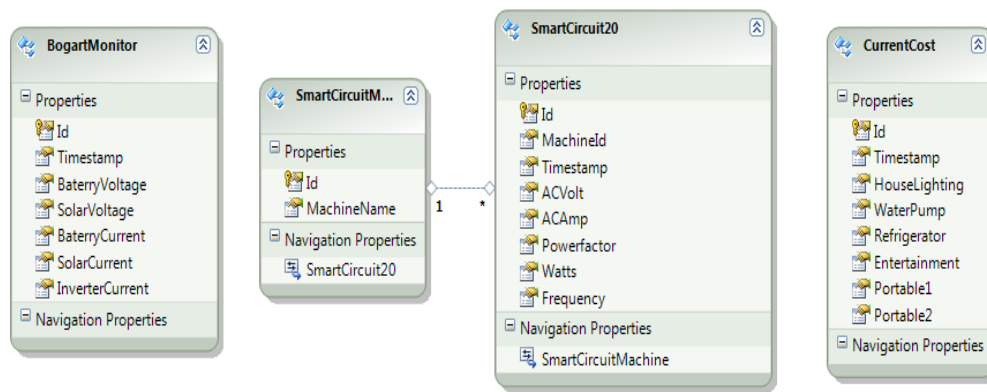 BogartMonitor
Properties
Id
Timestamp
BaterryVoltage
SolarVoltage
BaterryCurrent
SolarCurrent
InverterCurrent
Navigation Properties
SmartCircuitM...
Properties
Id
MachineName
Navigation Properties
SmartCircuit20
1
*
SmartCircuit20
Properties
Id
MachineId
Timestamp
ACVolt
ACAmp
Powerfactor
Watts
Frequency
Navigation Properties
SmartCircuitMachine
CurrentCost
Properties
Id
Timestamp
HouseLighting
WaterPump
Refrigerator
Entertainment
Portable1
Portable2
Navigation Properties